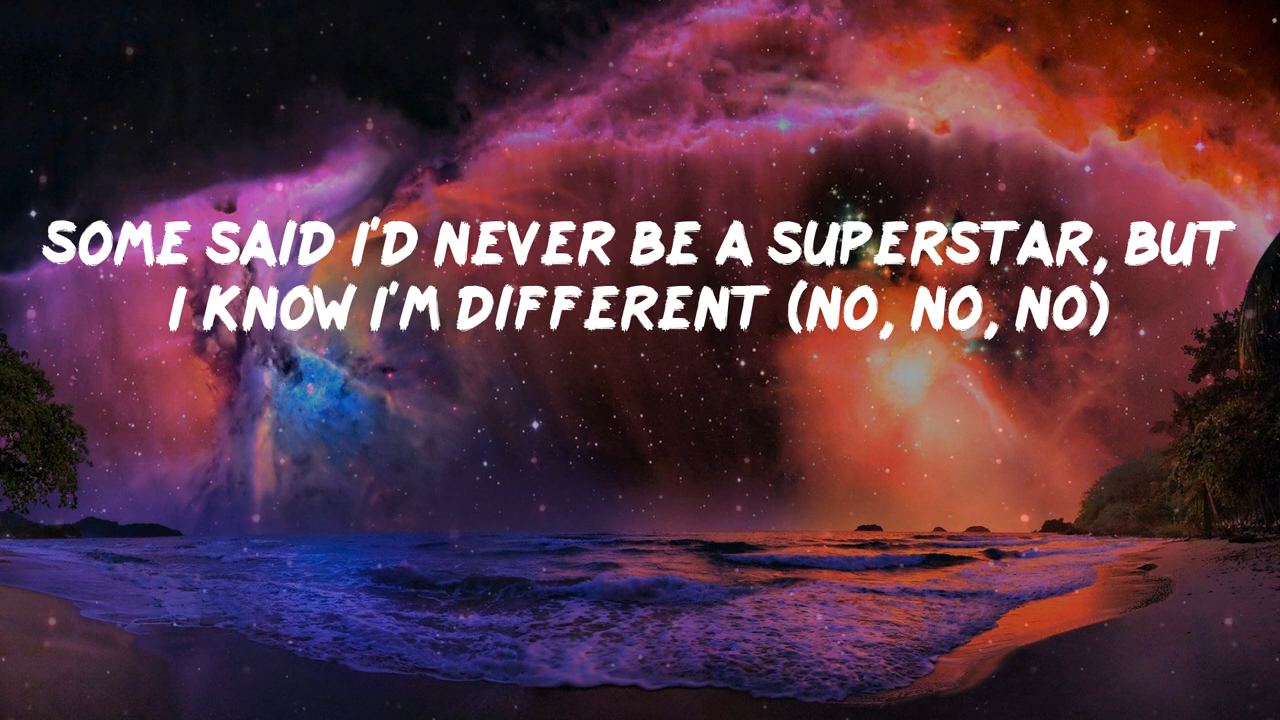 SOME SAID I'D NEVER BE A SUPERSTAR, BUT
I KNOW I'M DIFFERENT (NO, NO, NO)